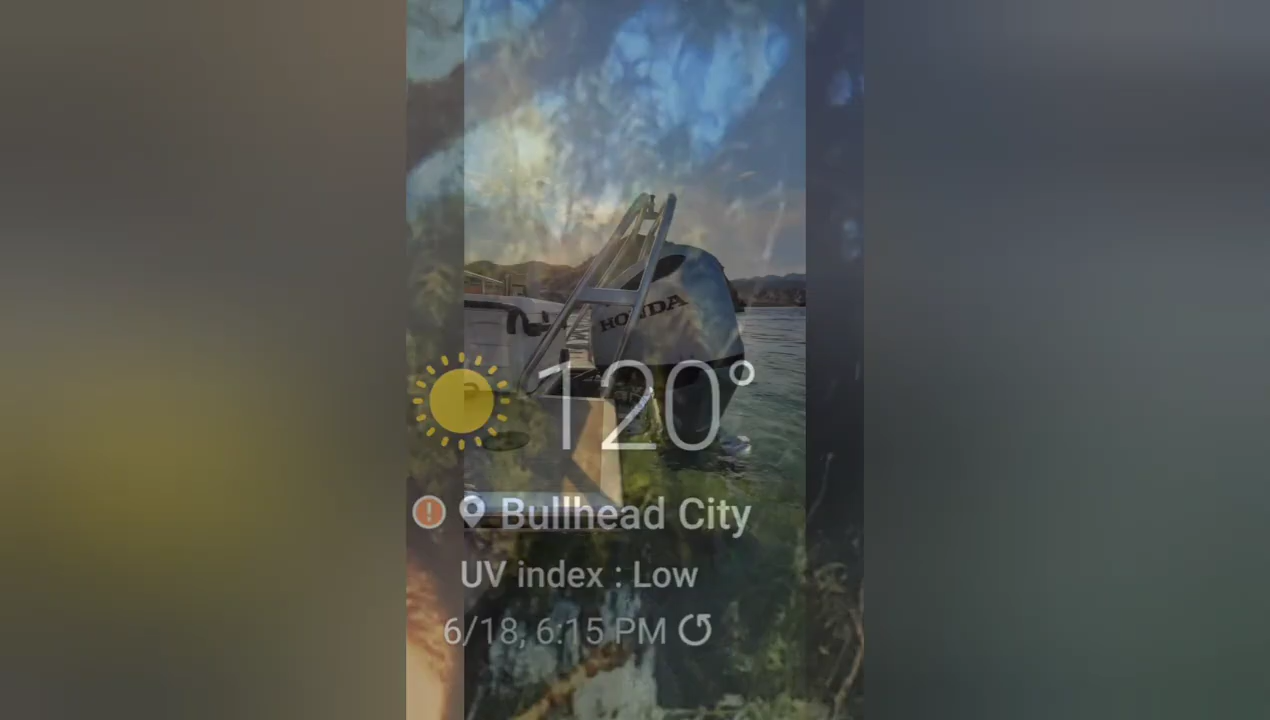 HONDA
120°
Bullhead City
UV index : Low
6/18, 6:15 PM